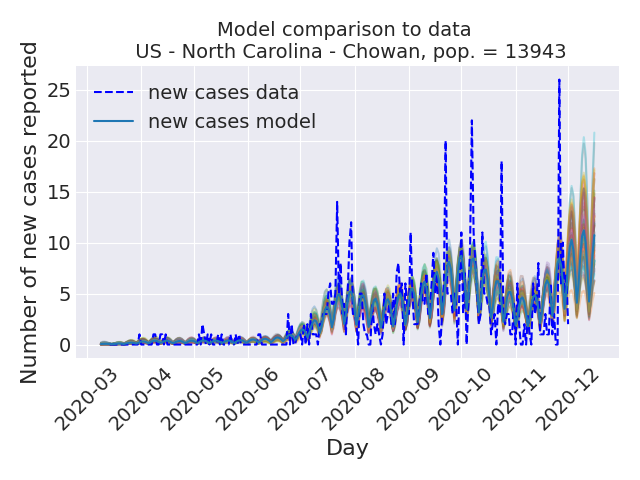 Model comparison to data
US - North Carolina - Chowan, pop. = 13943
Number of new cases reported
25
20
15
10
5
0
new cases data
new cases model
2020-03
2020-04
2020-05
2020-06
2020-07
2020-08
2020-09
2020-10
2020-11
2020-12
Day